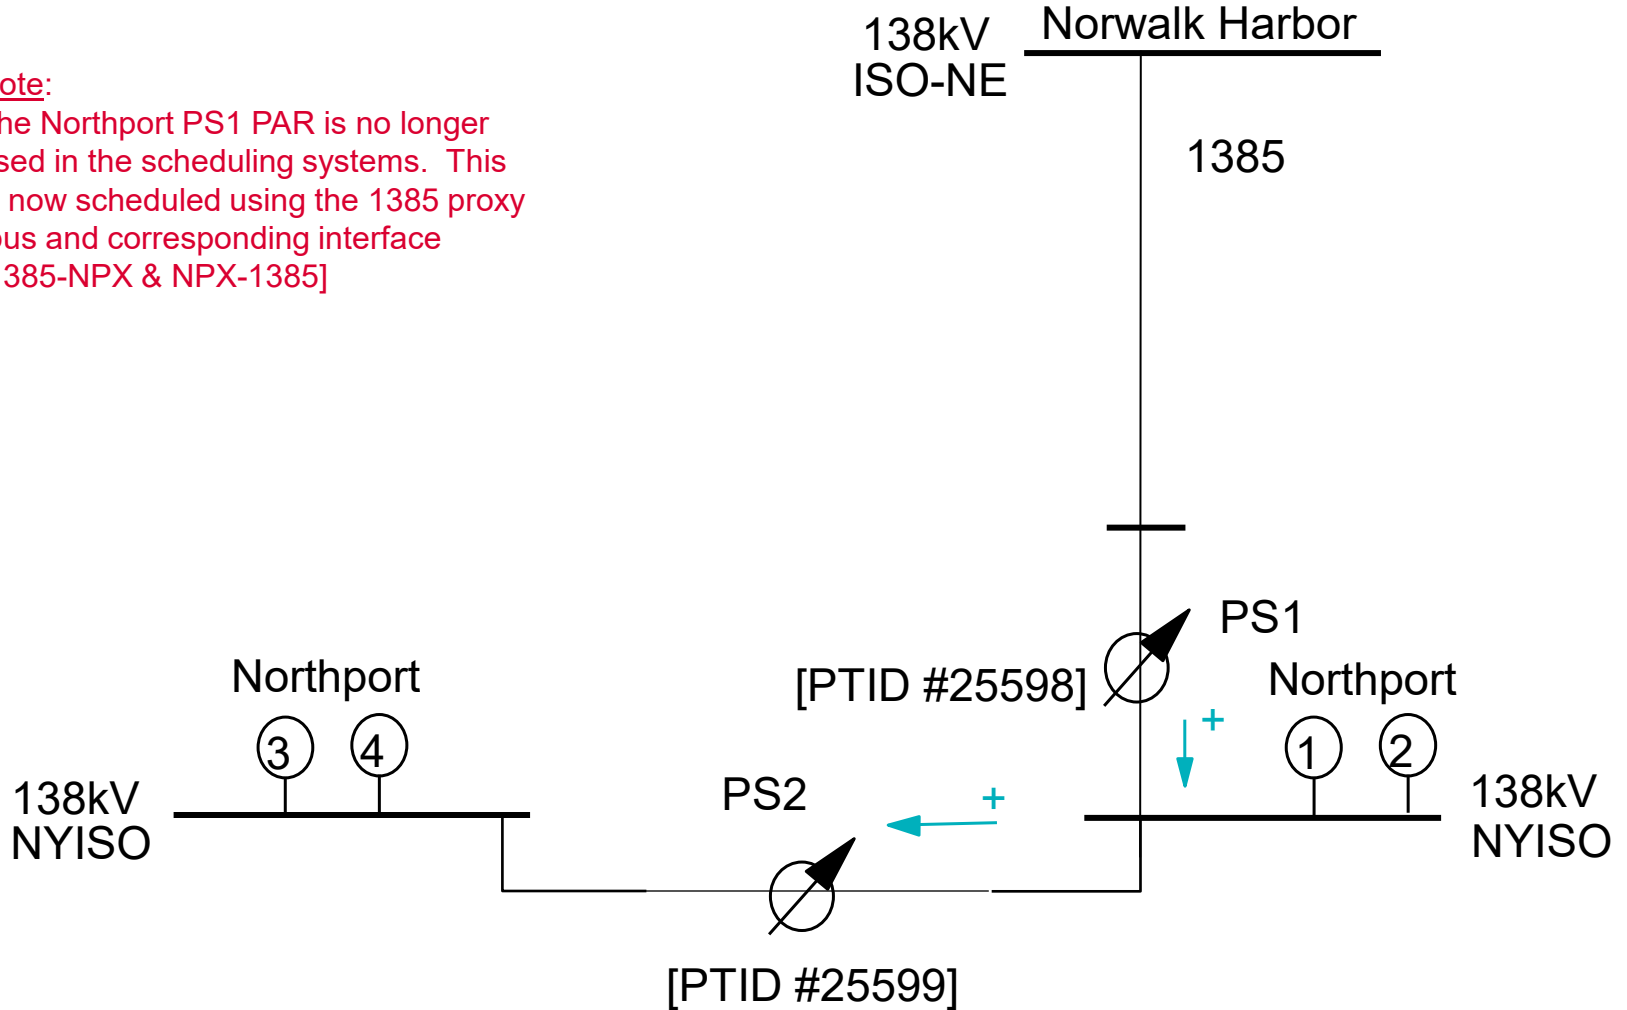 138kV
ISO-NE
Norwalk Harbor
ote:
he Northport PS1 PAR is no longer
sed in the scheduling systems.  This
now scheduled using the 1385 proxy
ous and corresponding interface
1385-NPX & NPX-1385]
1385
PS1
[PTID #25598]
+
Northport
1
2
138kV
NYISO
Northport
3
4
138kV
NYISO
PS2
+
[PTID #25599]